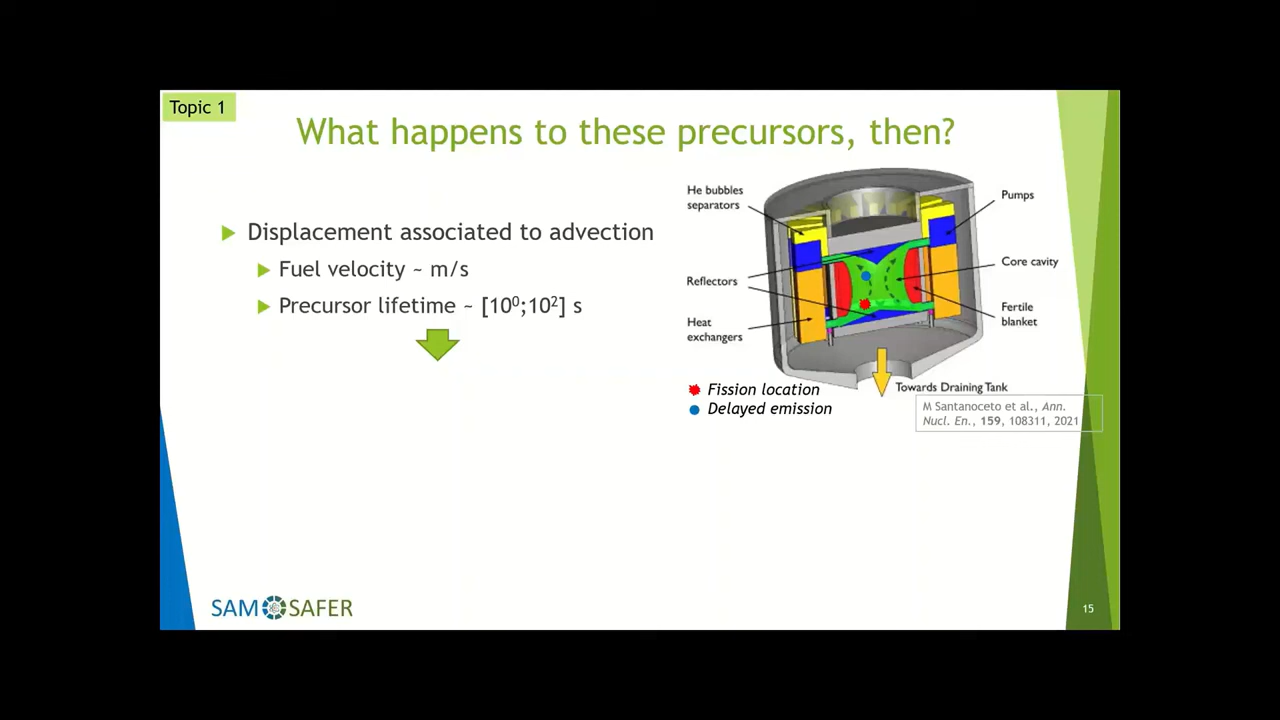 Topic 1
What happens to these precursors, then?
Displacement associated to advection
Fuel velocity ~ m/s
Precursor lifetime ~ [10⁰;10²] s
He bubbles
separators
Pumps
Reflectors
Core cavity
Heat
exchangers
Fertile
blanket
Towards Draining Tank
Fission location
Delayed emission
M Santanoceto et al., Ann.
Nucl. En., 159, 108311, 2021
SAMOSAFER
15